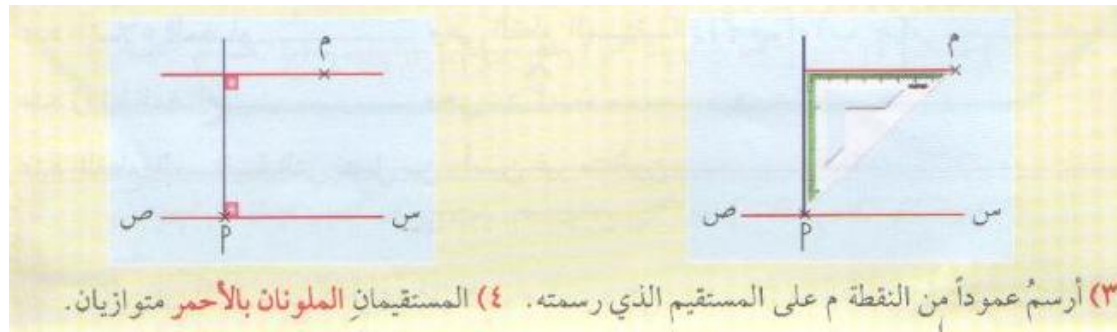 م
م
س
ص
م
س
ص
م
٣) أرسمُ عموداً من النقطة م على المستقيم الذي رسمته.
٤) المستقيمانِ الملونانْ بالأحمر متوازيان.